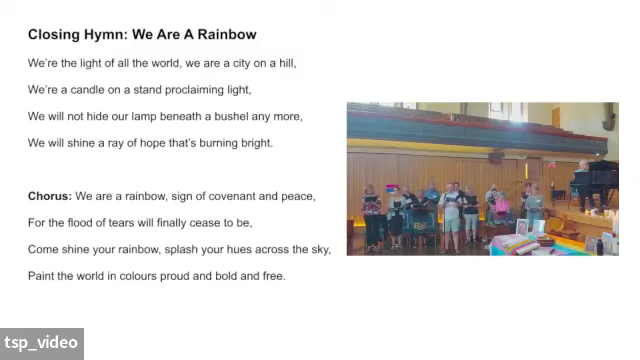 Closing Hymn: We Are A Rainbow
We're the light of all the world, we are a city on a hill,
We're a candle on a stand proclaiming light,
We will not hide our lamp beneath a bushel any more,
We will shine a ray of hope that's burning bright.
Chorus: We are a rainbow, sign of covenant and peace,
For the flood of tears will finally cease to be,
Come shine your rainbow, splash your hues across the sky,
Paint the world in colours proud and bold and free.
tsp_video